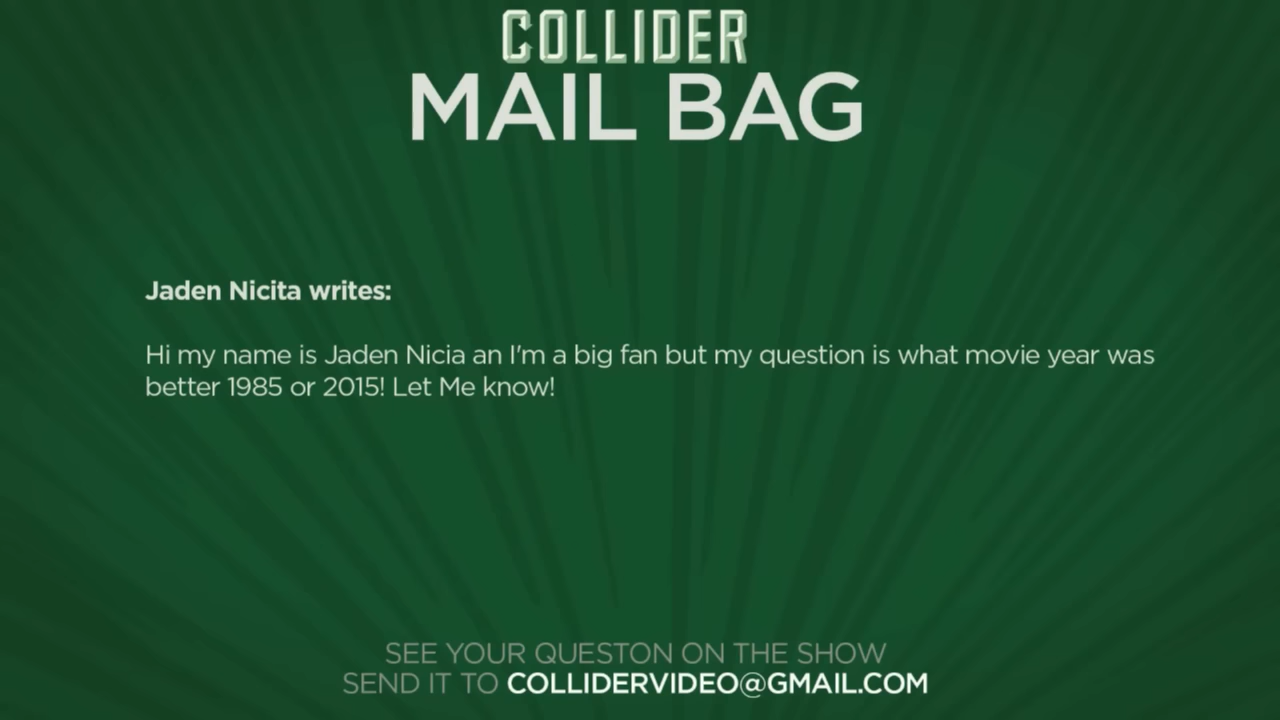 COLLIDER
MAIL BAG
Jaden Nicita writes:
Hi my name is Jaden Nicia an I'm a big fan but my question is what movie year was
better 1985 or 2015! Let Me know!
SEE YOUR QUESTON ON THE SHOW
SEND IT TO COLLIDERVIDEO@GMAIL.COM